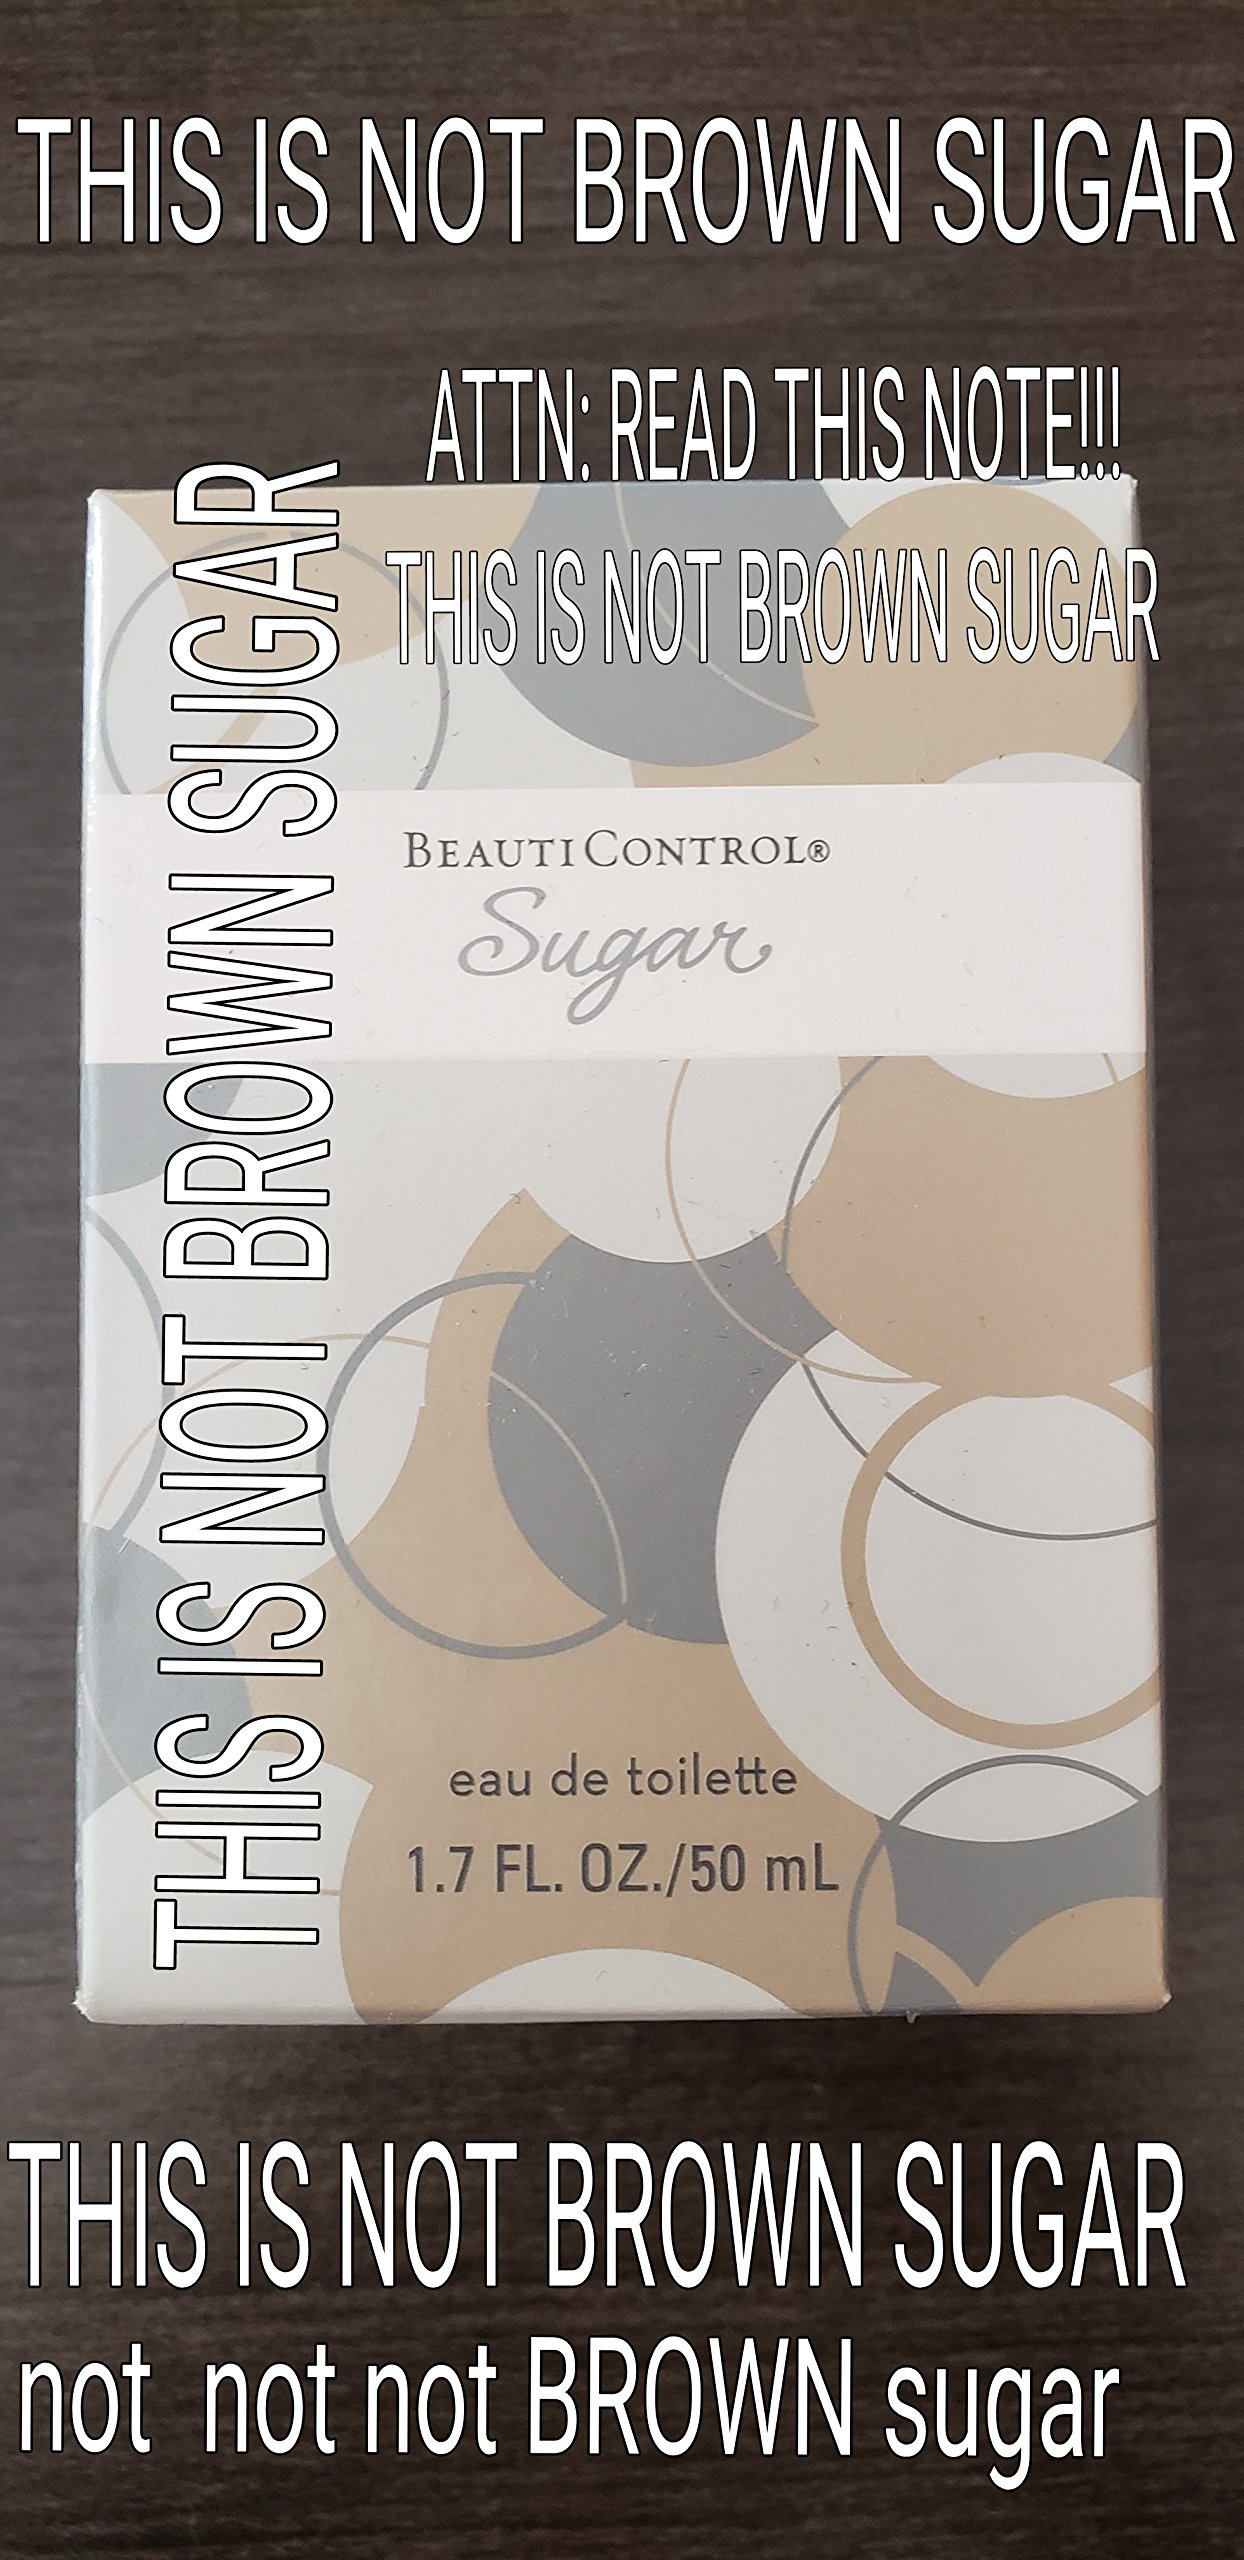 THIS IS NOT BROWN SUGAR
ATTN: READ THIS NOTE!!!
THIS IS NOT BROWN SUGAR
THIS IS NOT BROWN SUGAR
BEAUTICONTROL®
Sugar
eau de toilette
1.7 FL. OZ./50 mL
THIS IS NOT BROWN SUGAR
not not not BROWN sugar